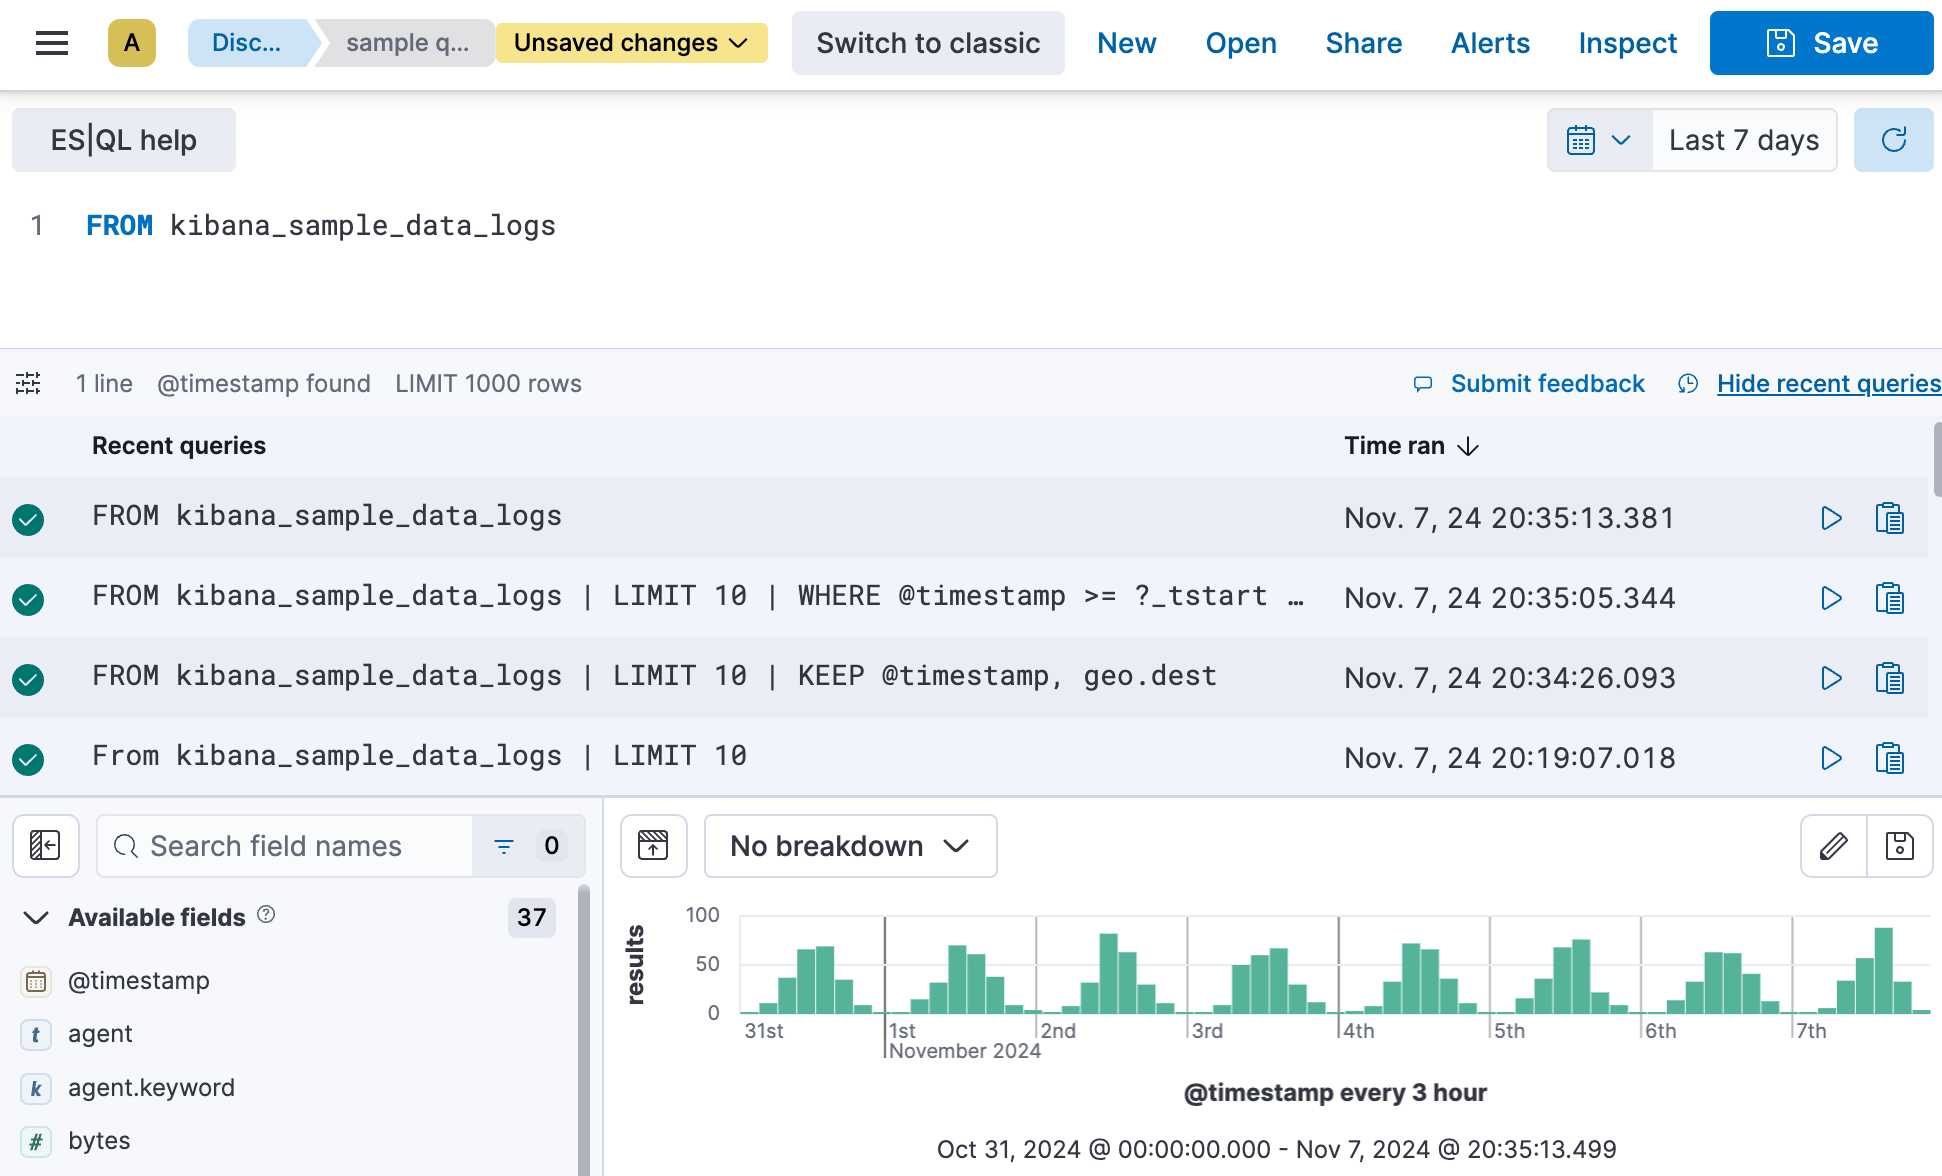 A Disc... sample q... Unsaved changes Switch to classic New Open Share Alerts Inspect Save
ES|QL help Last 7 days
1 FROM kibana_sample_data_logs
1 line @timestamp found LIMIT 1000 rows Submit feedback Hide recent queries
Recent queries Time ran
FROM kibana_sample_data_logs Nov. 7, 24 20:35:13.381
FROM kibana_sample_data_logs | LIMIT 10 | WHERE @timestamp >= ?_tstart … Nov. 7, 24 20:35:05.344
FROM kibana_sample_data_logs | LIMIT 10 | KEEP @timestamp, geo.dest Nov. 7, 24 20:34:26.093
From kibana_sample_data_logs | LIMIT 10 Nov. 7, 24 20:19:07.018
Search field names 0
Available fields 37
@timestamp
t agent
k agent.keyword
# bytes
No breakdown
results
100
50
0
31st 1st 2nd 3rd 4th 5th 6th 7th
November 2024
@timestamp every 3 hour
Oct 31, 2024 @ 00:00:00.000 - Nov 7, 2024 @ 20:35:13.499